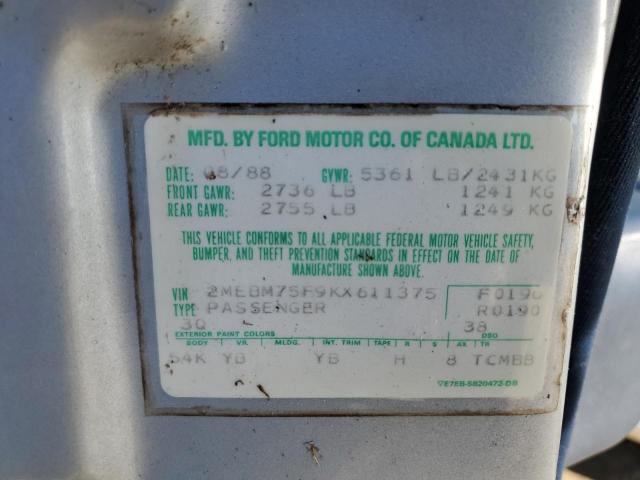 MFD. BY FORD MOTOR CO. OF CANADA LTD.
DATE: 08/88 GVWR: 5361 LB/2431KG
FRONT GAWR: 2736 LB 1241 KG
REAR GAWR: 2755 LB 1249 KG
THIS VEHICLE CONFORMS TO ALL APPLICABLE FEDERAL MOTOR VEHICLE SAFETY,
BUMPER, AND THEFT PREVENTION STANDARDS IN EFFECT ON THE DATE OF
MANUFACTURE SHOWN ABOVE.
VIN 2MEBM75F9KX611375 F0190
TYPE PASSENGER R0190
3Q 38
EXTERIOR PAINT COLORS DSO
BODY VR. MLDG. INT. TRIM TAPE R S AX TR
54K YB YB H 8 TCMBB
E7EB-5820472-DB